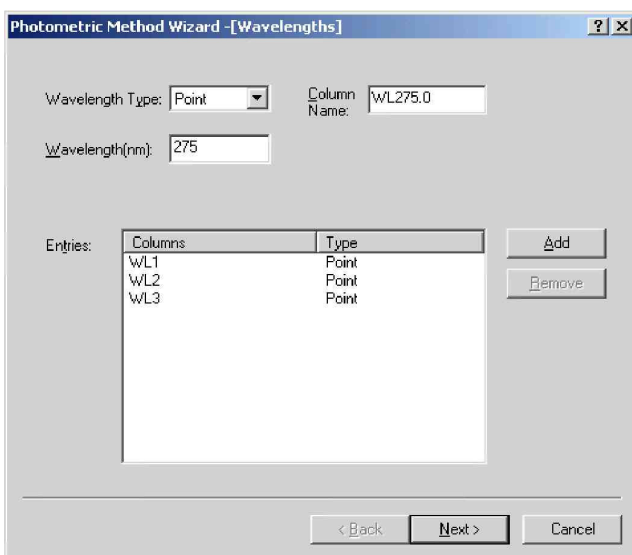 Photometric Method Wizard -[Wavelengths]
Wavelength Type: Point
Column Name: WL275.0
Wavelength(nm): 275
Entries:
Columns Type
WL1 Point
WL2 Point
WL3 Point
Add
Remove
< Back Next > Cancel